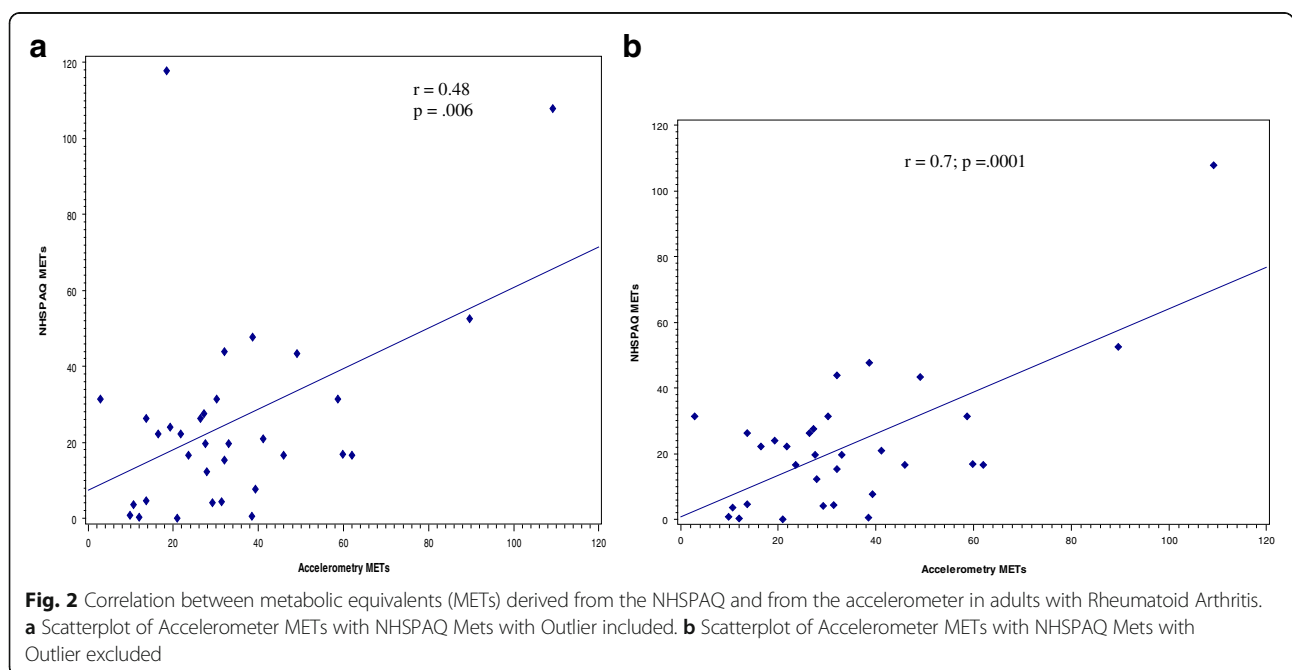 a
120
100
80
60
40
20
0
NHSPAQ METs
r = 0.48
p = .006
0 20 40 60 80 100 120
Accelerometry METs
b
120
100
80
60
40
20
0
NHSPAQ METs
r = 0.7; p =.0001
0 20 40 60 80 100 120
Accelerometry METs
Fig. 2 Correlation between metabolic equivalents (METs) derived from the NHSPAQ and from the accelerometer in adults with Rheumatoid Arthritis.
a Scatterplot of Accelerometer METs with NHSPAQ Mets with Outlier included. b Scatterplot of Accelerometer METs with NHSPAQ Mets with
Outlier excluded